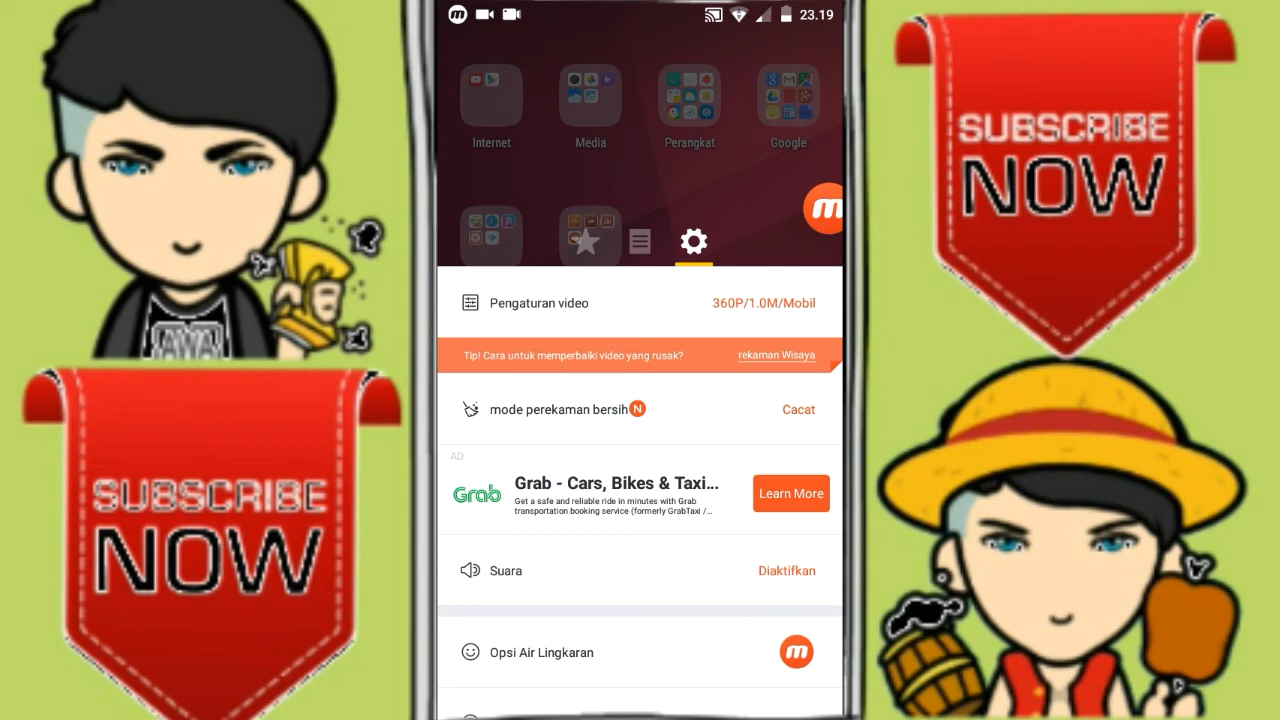 23.19
Internet
Media
Perangkat
Google
Pengaturan video
360P/1.0M/Mobil
Tip! Cara untuk memperbaiki video yang rusak?
rekaman Wisaya
mode perekaman bersih N
Cacat
AD
Grab
Grab - Cars, Bikes & Taxi...
Learn More
Get a safe and reliable ride in minutes with Grab
transportation booking service (formerly GrabTaxi /...
Suara
Diaktifkan
Opsi Air Lingkaran
m
SUBSCRIBE
NOW
SUBSCRIBE
NOW